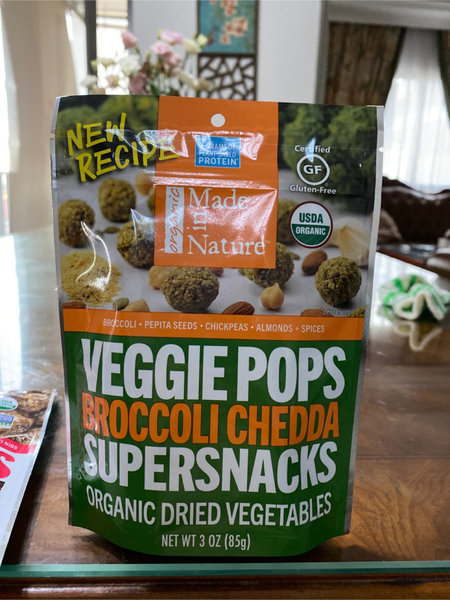 NEW
RECIPE
PROTEIN
Certified
GF
Gluten-Free
organic
Made
in
Nature™
USDA
ORGANIC
BROCCOLI • PEPITA SEEDS • CHICKPEAS • ALMONDS + SPICES
VEGGIE POPS
BROCCOLI CHEDDA
SUPERSNACKS
ORGANIC DRIED VEGETABLES
NET WT 3 OZ (85g)